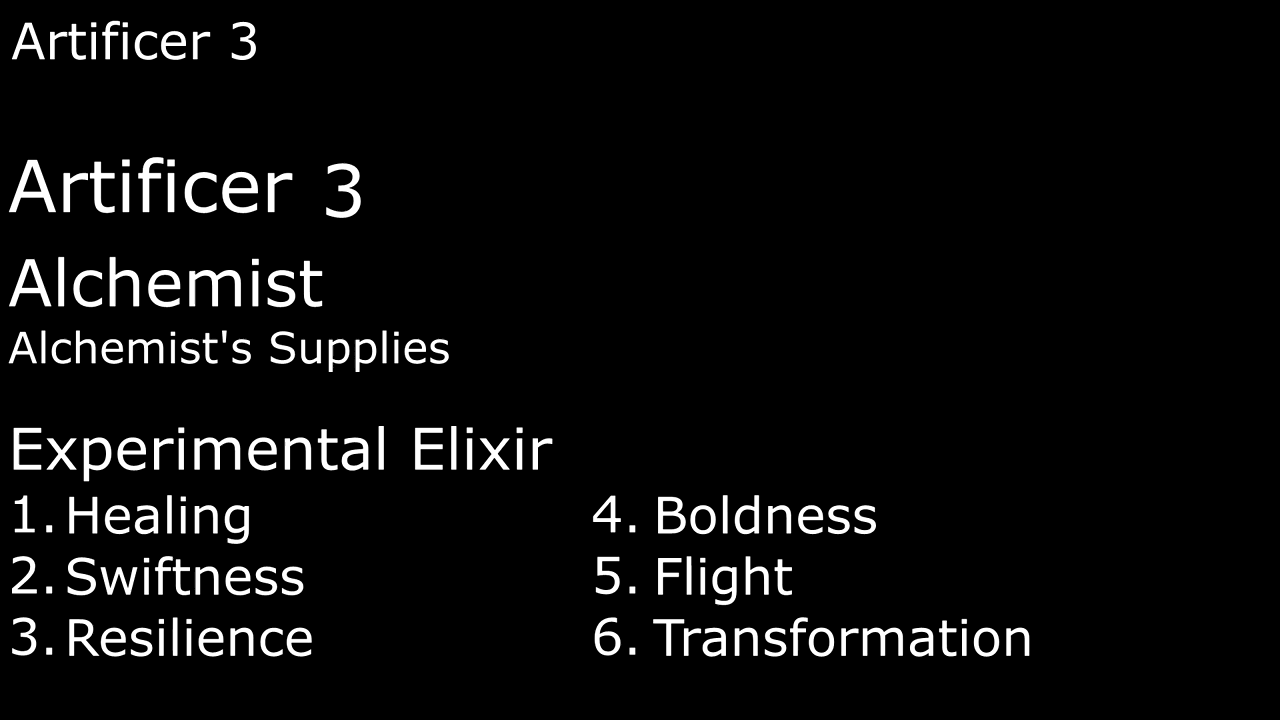 Artificer 3
Artificer 3
Alchemist
Alchemist's Supplies
Experimental Elixir
1. Healing
2. Swiftness
3. Resilience
4. Boldness
5. Flight
6. Transformation